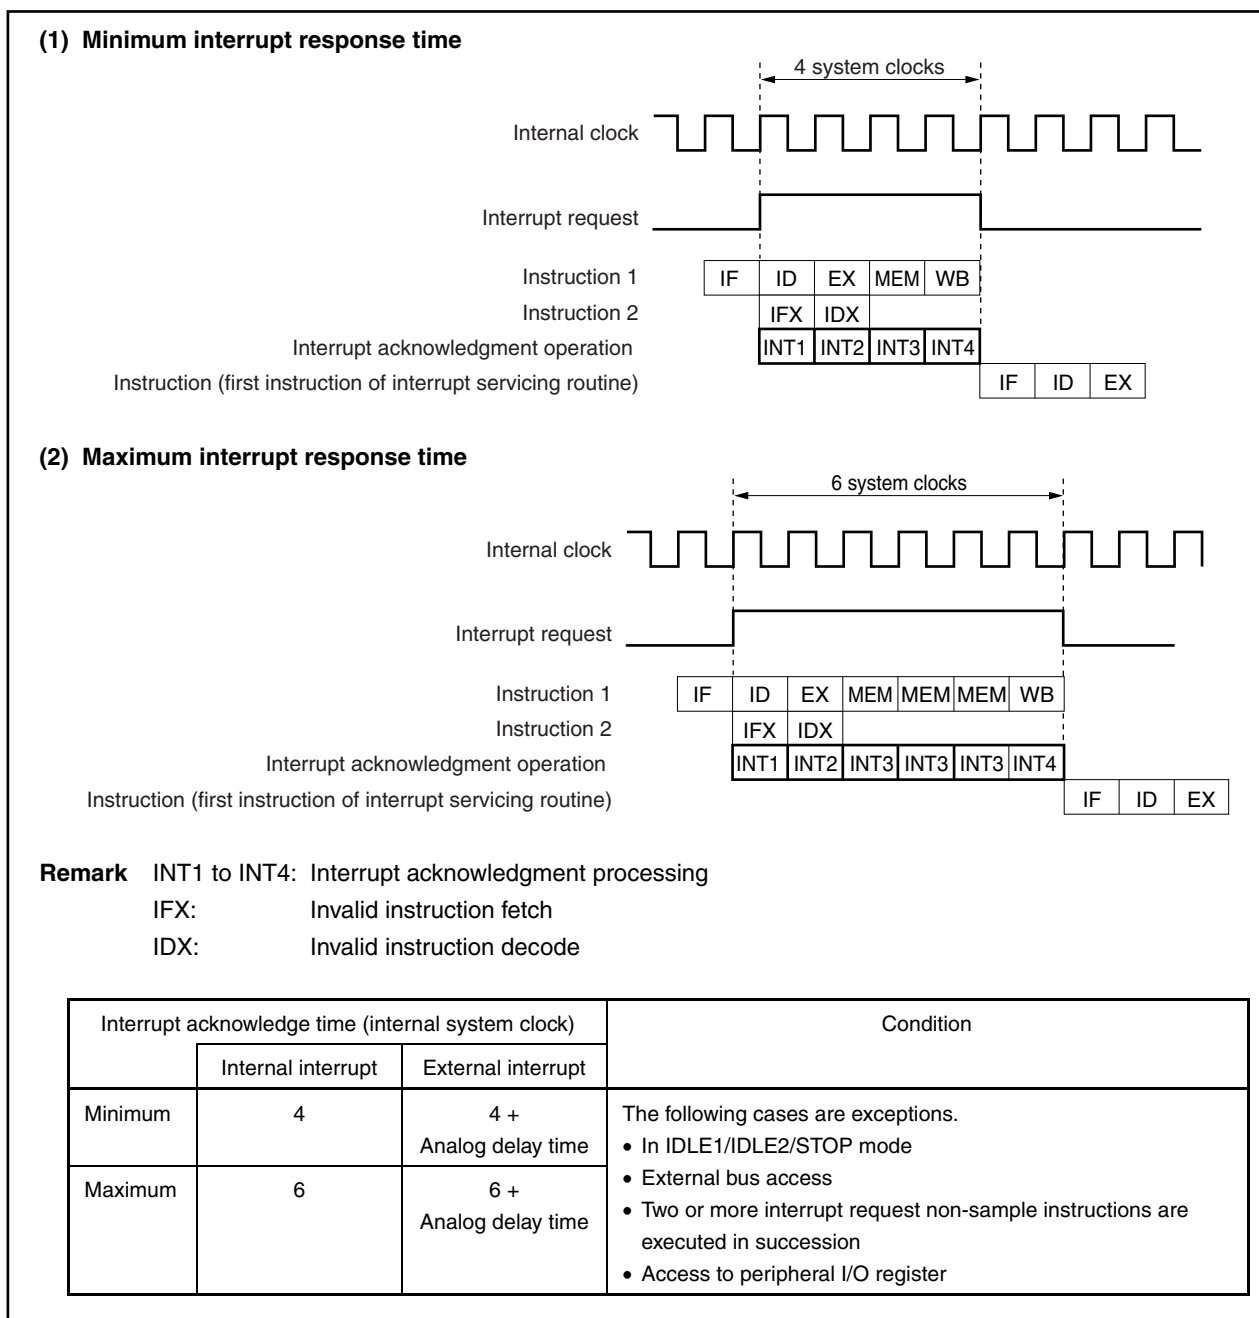 (1) Minimum interrupt response time
4 system clocks
Internal clock
Interrupt request
Instruction 1 IF ID EX MEM WB
Instruction 2 IFX IDX
Interrupt acknowledgment operation INT1 INT2 INT3 INT4
Instruction (first instruction of interrupt servicing routine) IF ID EX
(2) Maximum interrupt response time
6 system clocks
Internal clock
Interrupt request
Instruction 1 IF ID EX MEM MEM MEM WB
Instruction 2 IFX IDX
Interrupt acknowledgment operation INT1 INT2 INT3 INT3 INT3 INT4
Instruction (first instruction of interrupt servicing routine) IF ID EX
Remark INT1 to INT4: Interrupt acknowledgment processing
IFX: Invalid instruction fetch
IDX: Invalid instruction decode
Interrupt acknowledge time (internal system clock) Condition
Internal interrupt External interrupt
Minimum 4 4 +
Analog delay time
Maximum 6 6 +
Analog delay time
The following cases are exceptions.
• In IDLE1/IDLE2/STOP mode
• External bus access
• Two or more interrupt request non-sample instructions are
executed in succession
• Access to peripheral I/O register